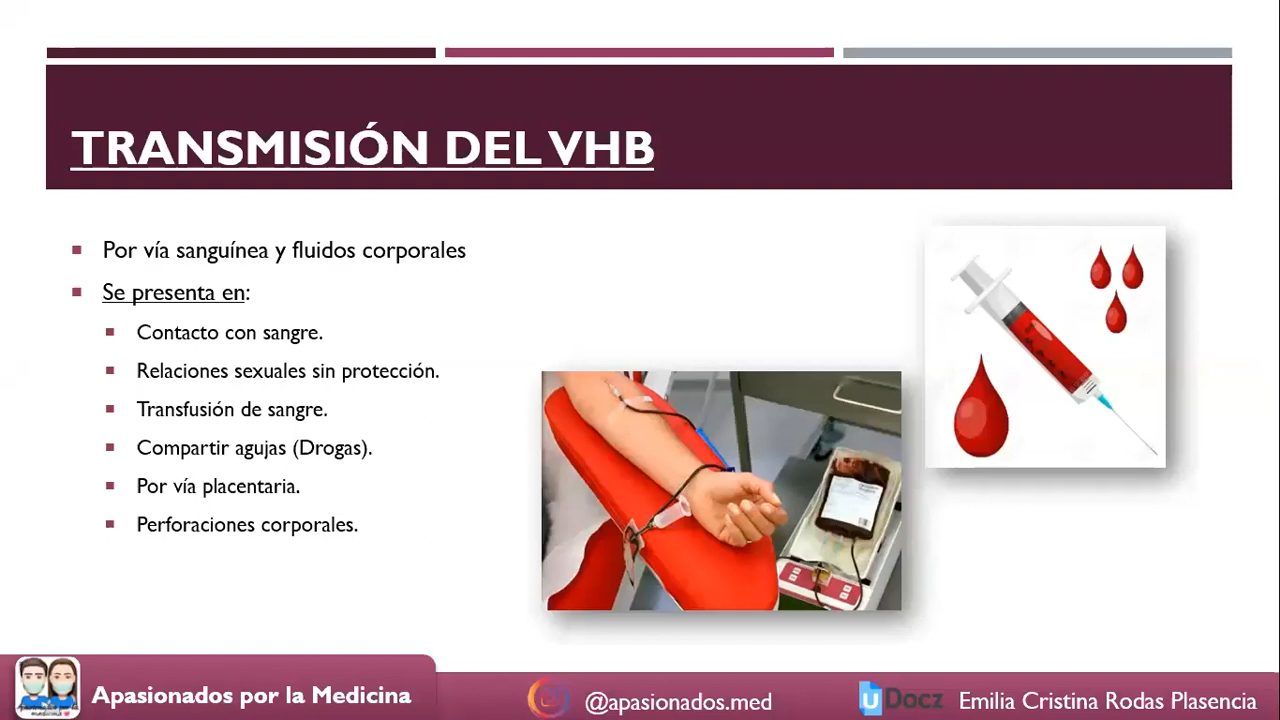 TRANSMISIÓN DEL VHB
Por vía sanguínea y fluidos corporales
Se presenta en:
Contacto con sangre.
Relaciones sexuales sin protección.
Transfusión de sangre.
Compartir agujas (Drogas).
Por vía placentaria.
Perforaciones corporales.
Apasionados por la Medicina
@apasionados.med
uDocz
Emilia Cristina Rodas Plasencia